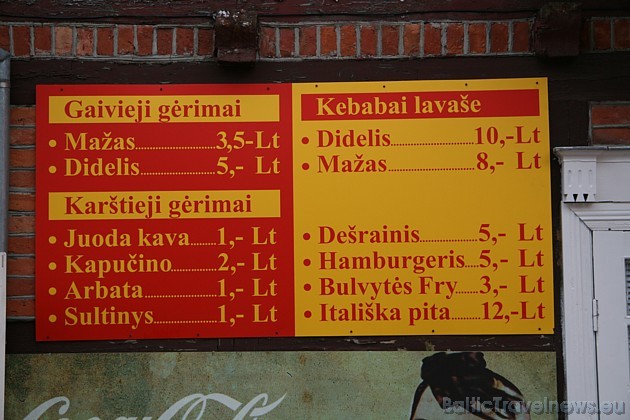 Gaivieji gėrimai
• Mažas 3,5-Lt
• Didelis 5,- Lt
Karštieji gėrimai
• Juoda kava 1,- Lt
• Kapučino 2,- Lt
• Arbata 1,- Lt
• Sultinys 1,- Lt
Kebabai lavaše
• Didelis 10,-Lt
• Mažas 8,- Lt
• Dešrainis 5,- Lt
• Hamburgeris 5,- Lt
• Bulvytės Fry 3,- Lt
• Itališka pita 12,-Lt
BalticTravelnews.eu